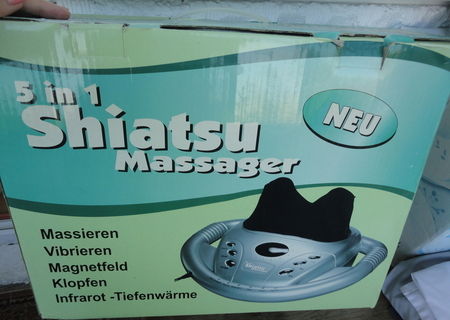 5 in 1
Shiatsu
Massager
NEU
Massieren
Vibrieren
Magnetfeld
Klopfen
Infrarot -Tiefenwärme